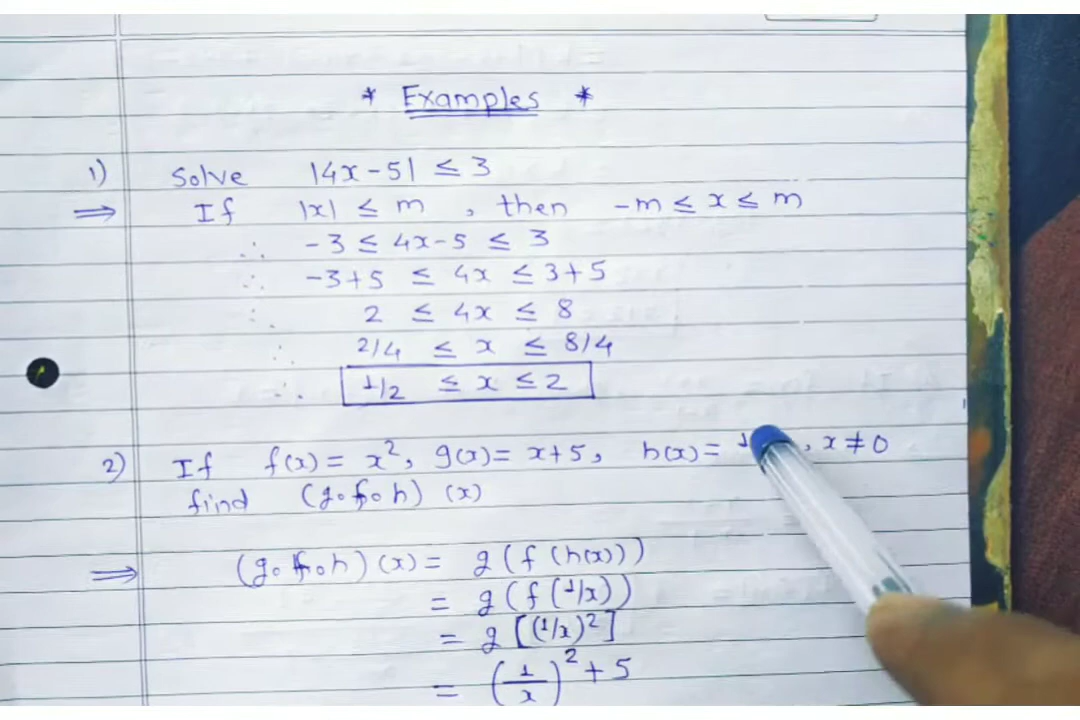 * Examples *
1) Solve |4x-5| ≤ 3
⇒ If |x| ≤ m , then -m ≤ x ≤ m
∴ -3 ≤ 4x-5 ≤ 3
∴ -3+5 ≤ 4x ≤ 3+5
∴ 2 ≤ 4x ≤ 8
∴ 2/4 ≤ x ≤ 8/4
∴ 1/2 ≤ x ≤ 2
2) If f(x) = x², g(x) = x+5, h(x) = 1 , x ≠ 0
find (g∘f∘h) (x)
⇒ (g∘f∘h) (x) = g (f (h(x)))
= g (f (1/x))
= g [(1/x)²]
= (1/x)² + 5